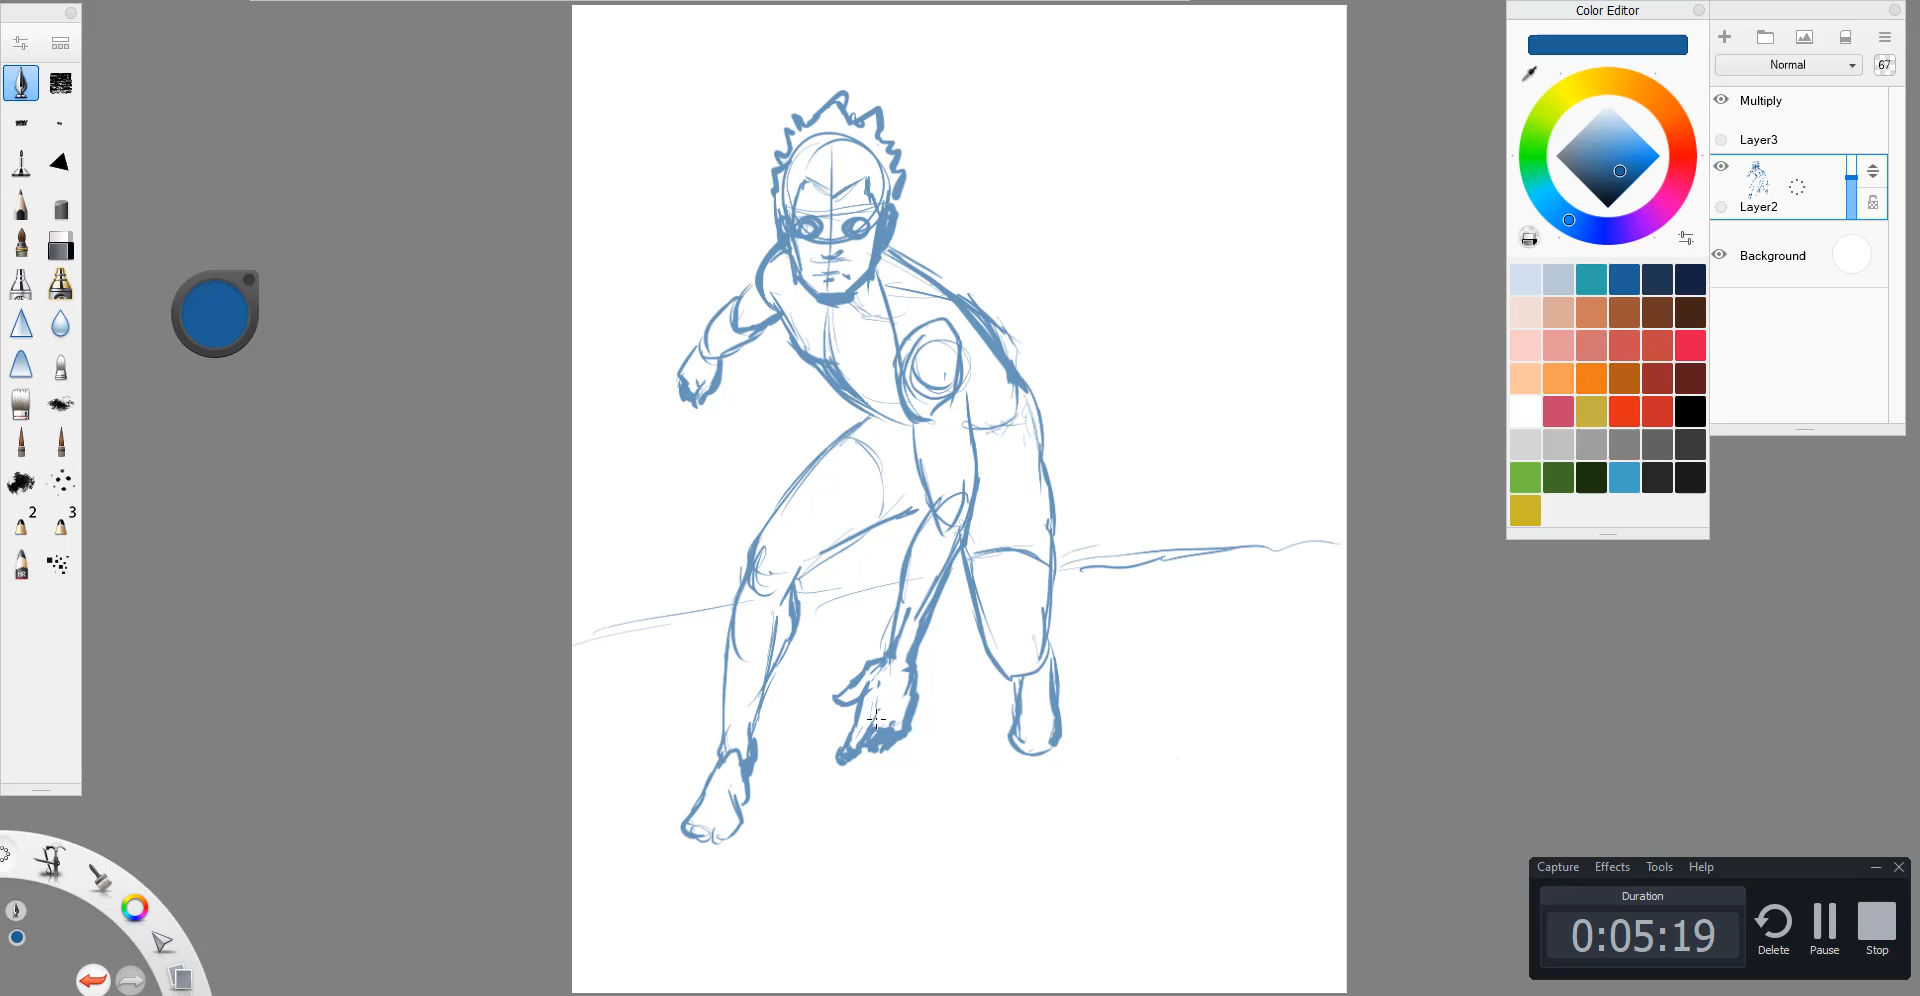 Color Editor
Normal
67
Multiply
Layer3
Layer2
Background
2
3
Capture Effects Tools Help
Duration
0:05:19
Delete Pause Stop